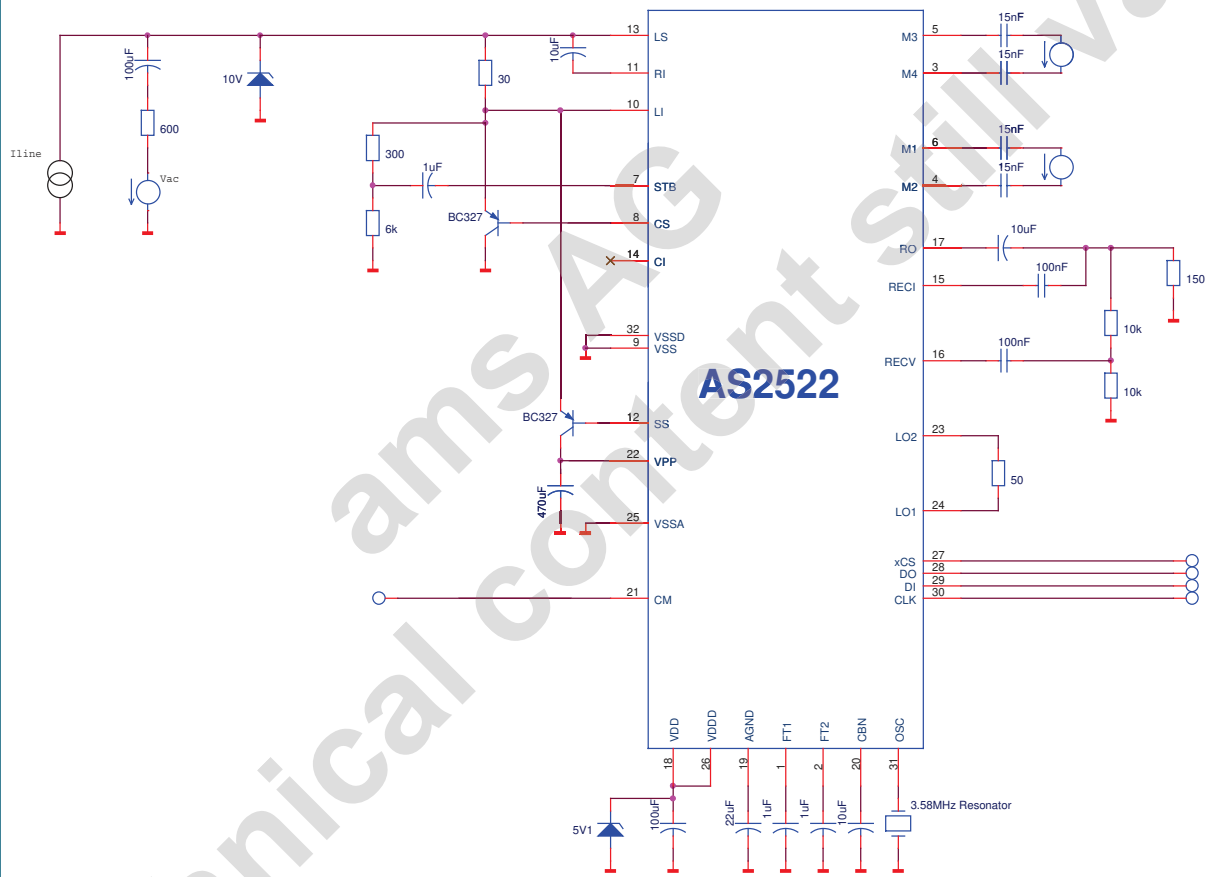 13
LS
100uF
10V
10uF
11
RI
30
10
LI
600
300
1uF
7
STB
Iline
Vac
6k
BC327
8
CS
14
CI
32
VSSD
9
VSS
BC327
12
SS
22
VPP
470uF
25
VSSA
21
CM
AS2522
M3
5
15nF
M4
3
15nF
M1
6
15nF
M2
4
15nF
RO
17
10uF
RECI
15
100nF
150
10k
RECV
16
100nF
10k
LO2
23
50
LO1
24
xCS
27
DO
28
DI
29
CLK
30
VDD
VDDD
AGND
FT1
FT2
CBN
OSC
18
26
19
1
2
20
31
5V1
100uF
22uF
1uF
1uF
10uF
3.58MHz Resonator
ams AG
content still